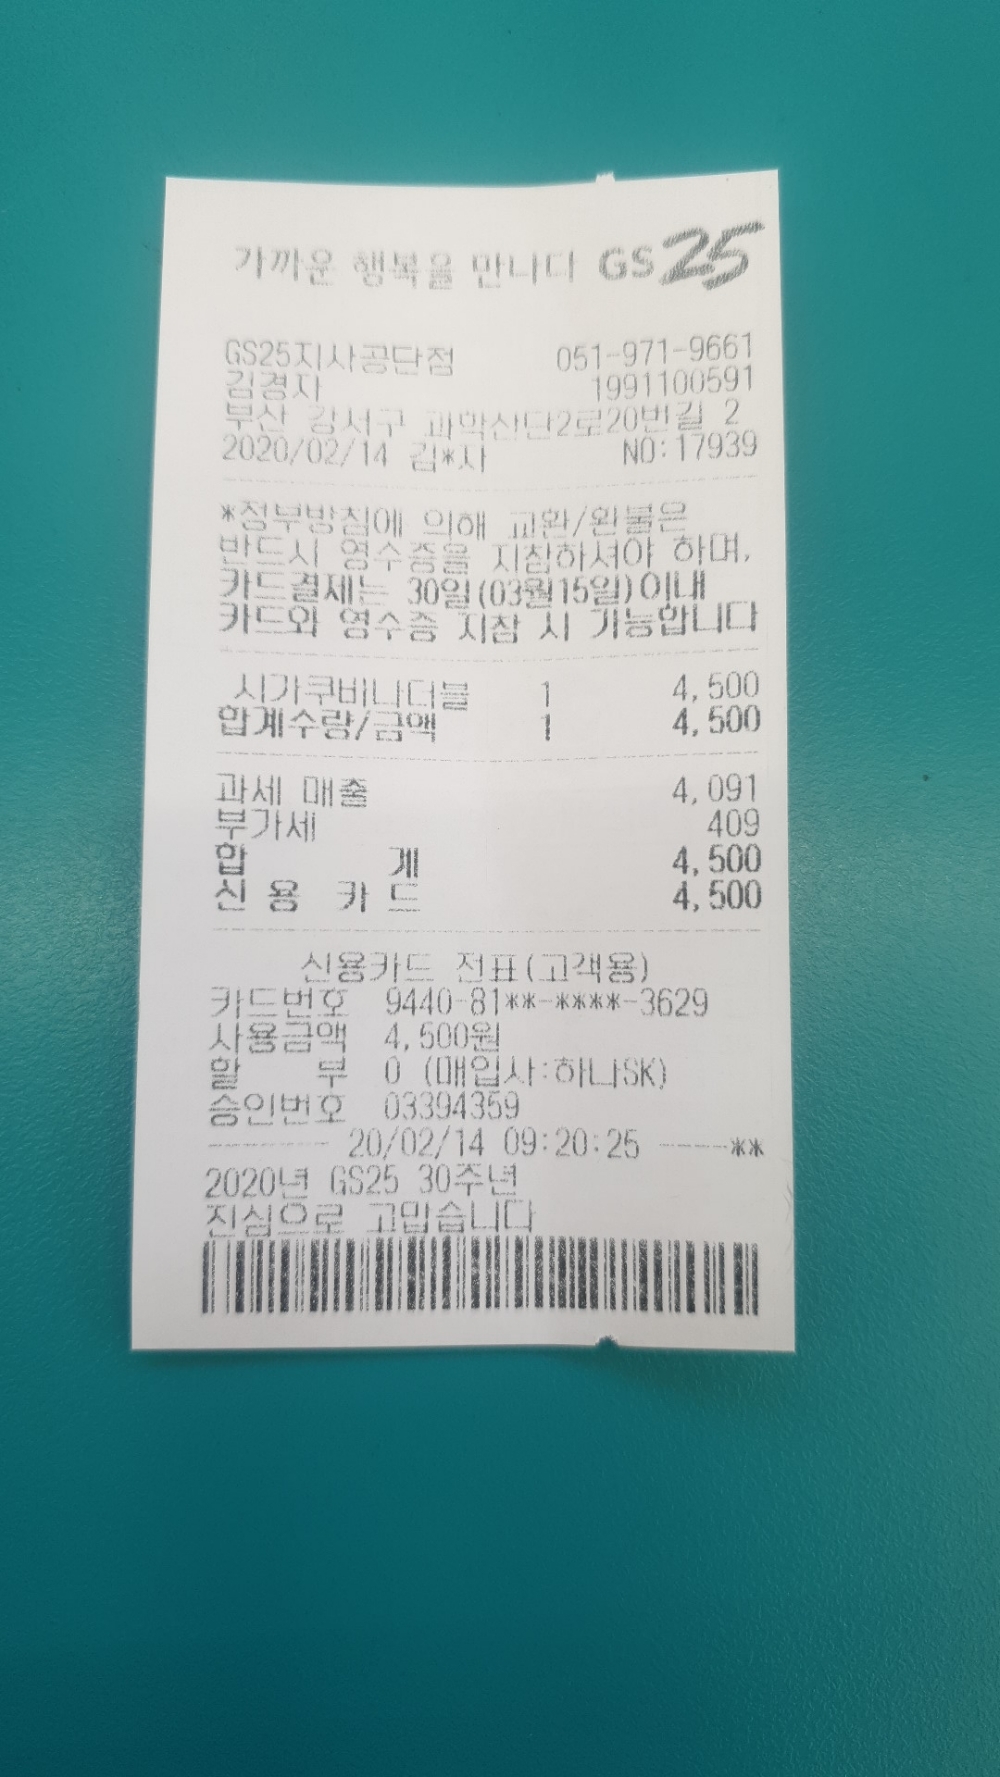 가까운 행복을 만나다 GS25
GS25지사공단점 051-971-9661
김경자 1991100591
부산 강서구 과학산단2로20번길 2
2020/02/14 김*사 NO:17939
*정부방침에 의해 교환/환불은
반드시 영수증을 지참하셔야 하며,
카드결제는 30일(03월15일)이내
카드와 영수증 지참 시 가능합니다
시가쿠비나더블 1 4,500
합계수량/금액 1 4,500
과세 매출 4,091
부가세 409
합 계 4,500
신 용 카 드 4,500
신용카드 전표(고객용)
카드번호 9440-81**-****-3629
사용금액 4,500원
할 부 0 (매입사:하나SK)
승인번호 03394359
20/02/14 09:20:25 ----**
2020년 GS25 30주년
진심으로 고맙습니다